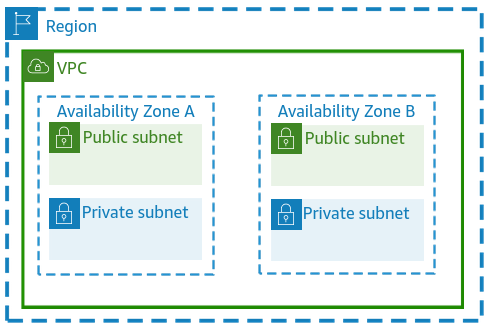 Region
VPC
Availability Zone A
Public subnet
Private subnet
Availability Zone B
Public subnet
Private subnet